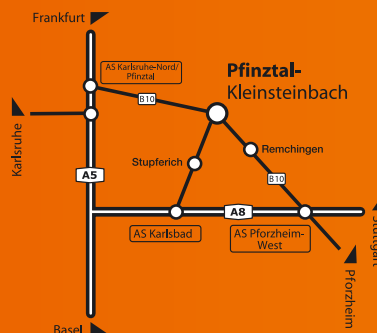 Frankfurt
AS Karlsruhe-Nord/
Pfinztal
B10
Pfinztal-
Kleinsteinbach
Karlsruhe
Stupferich
Remchingen
A5
B10
A8
AS Karlsbad
AS Pforzheim-
West
Stuttgart
Pforzheim
Basel